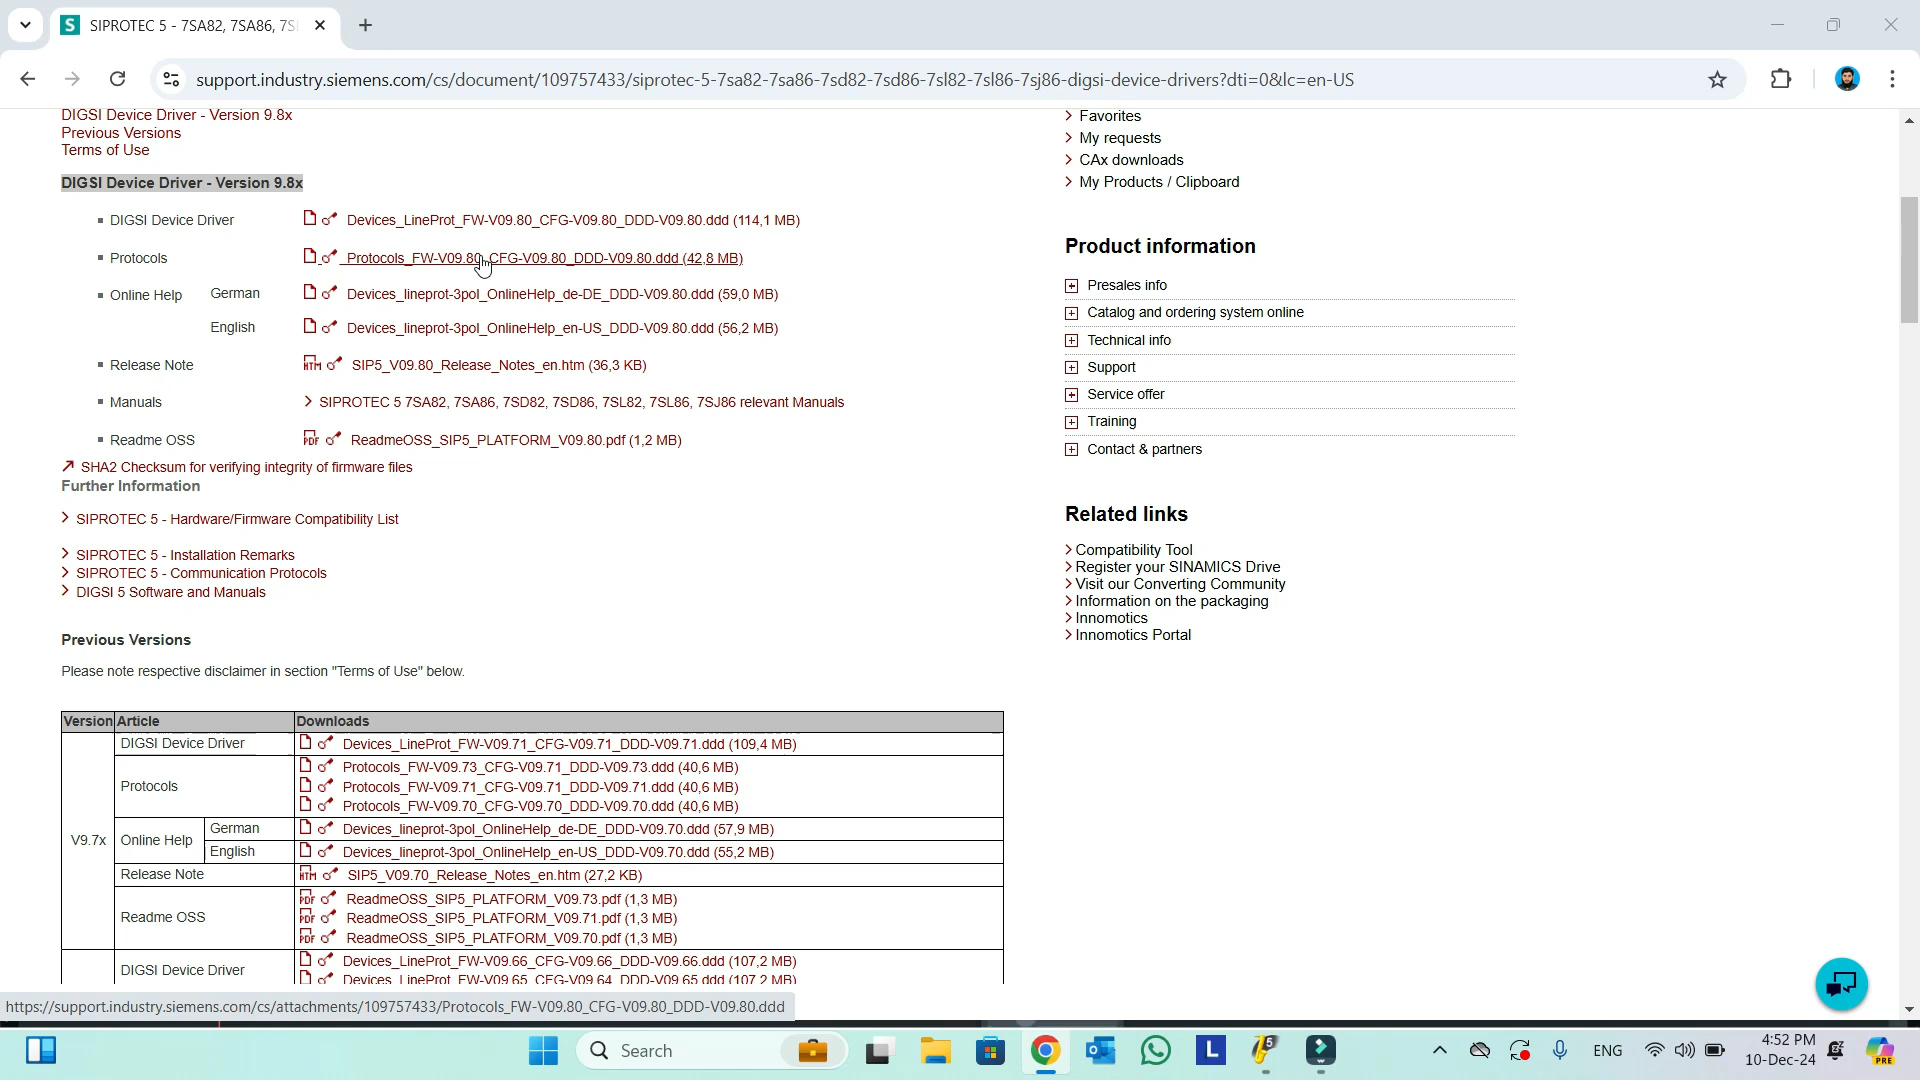 SIPROTEC 5 - 7SA82, 7SA86, 7S
support.industry.siemens.com/cs/document/109757433/siprotec-5-7sa82-7sa86-7sd82-7sd86-7sl82-7sl86-7sj86-digsi-device-drivers?dti=0&lc=en-US
DIGSI Device Driver - Version 9.8x
Previous Versions
Terms of Use
DIGSI Device Driver - Version 9.8x
DIGSI Device Driver Devices_LineProt_FW-V09.80_CFG-V09.80_DDD-V09.80.ddd (114,1 MB)
Protocols Protocols_FW-V09.80_CFG-V09.80_DDD-V09.80.ddd (42,8 MB)
Online Help German Devices_lineprot-3pol_OnlineHelp_de-DE_DDD-V09.80.ddd (59,0 MB)
English Devices_lineprot-3pol_OnlineHelp_en-US_DDD-V09.80.ddd (56,2 MB)
Release Note HTM SIP5_V09.80_Release_Notes_en.htm (36,3 KB)
Manuals SIPROTEC 5 7SA82, 7SA86, 7SD82, 7SD86, 7SL82, 7SL86, 7SJ86 relevant Manuals
Readme OSS PDF ReadmeOSS_SIP5_PLATFORM_V09.80.pdf (1,2 MB)
SHA2 Checksum for verifying integrity of firmware files
Further Information
SIPROTEC 5 - Hardware/Firmware Compatibility List
SIPROTEC 5 - Installation Remarks
SIPROTEC 5 - Communication Protocols
DIGSI 5 Software and Manuals
Previous Versions
Please note respective disclaimer in section "Terms of Use" below.
Version Article Downloads
DIGSI Device Driver Devices_LineProt_FW-V09.71_CFG-V09.71_DDD-V09.71.ddd (109,4 MB)
Protocols_FW-V09.73_CFG-V09.71_DDD-V09.73.ddd (40,6 MB)
Protocols Protocols_FW-V09.71_CFG-V09.71_DDD-V09.71.ddd (40,6 MB)
Protocols_FW-V09.70_CFG-V09.70_DDD-V09.70.ddd (40,6 MB)
V9.7x Online Help German Devices_lineprot-3pol_OnlineHelp_de-DE_DDD-V09.70.ddd (57,9 MB)
English Devices_lineprot-3pol_OnlineHelp_en-US_DDD-V09.70.ddd (55,2 MB)
Release Note HTM SIP5_V09.70_Release_Notes_en.htm (27,2 KB)
PDF ReadmeOSS_SIP5_PLATFORM_V09.73.pdf (1,3 MB)
Readme OSS PDF ReadmeOSS_SIP5_PLATFORM_V09.71.pdf (1,3 MB)
PDF ReadmeOSS_SIP5_PLATFORM_V09.70.pdf (1,3 MB)
DIGSI Device Driver Devices_LineProt_FW-V09.66_CFG-V09.66_DDD-V09.66.ddd (107,2 MB)
Devices_LineProt_FW-V09.65_CFG-V09.64_DDD-V09.65.ddd (107,2 MB)
Favorites
My requests
CAx downloads
My Products / Clipboard
Product information
Presales info
Catalog and ordering system online
Technical info
Support
Service offer
Training
Contact & partners
Related links
Compatibility Tool
Register your SINAMICS Drive
Visit our Converting Community
Information on the packaging
Innomotics
Innomotics Portal
https://support.industry.siemens.com/cs/attachments/109757433/Protocols_FW-V09.80_CFG-V09.80_DDD-V09.80.ddd
Search
ENG
4:52 PM
10-Dec-24
PRE